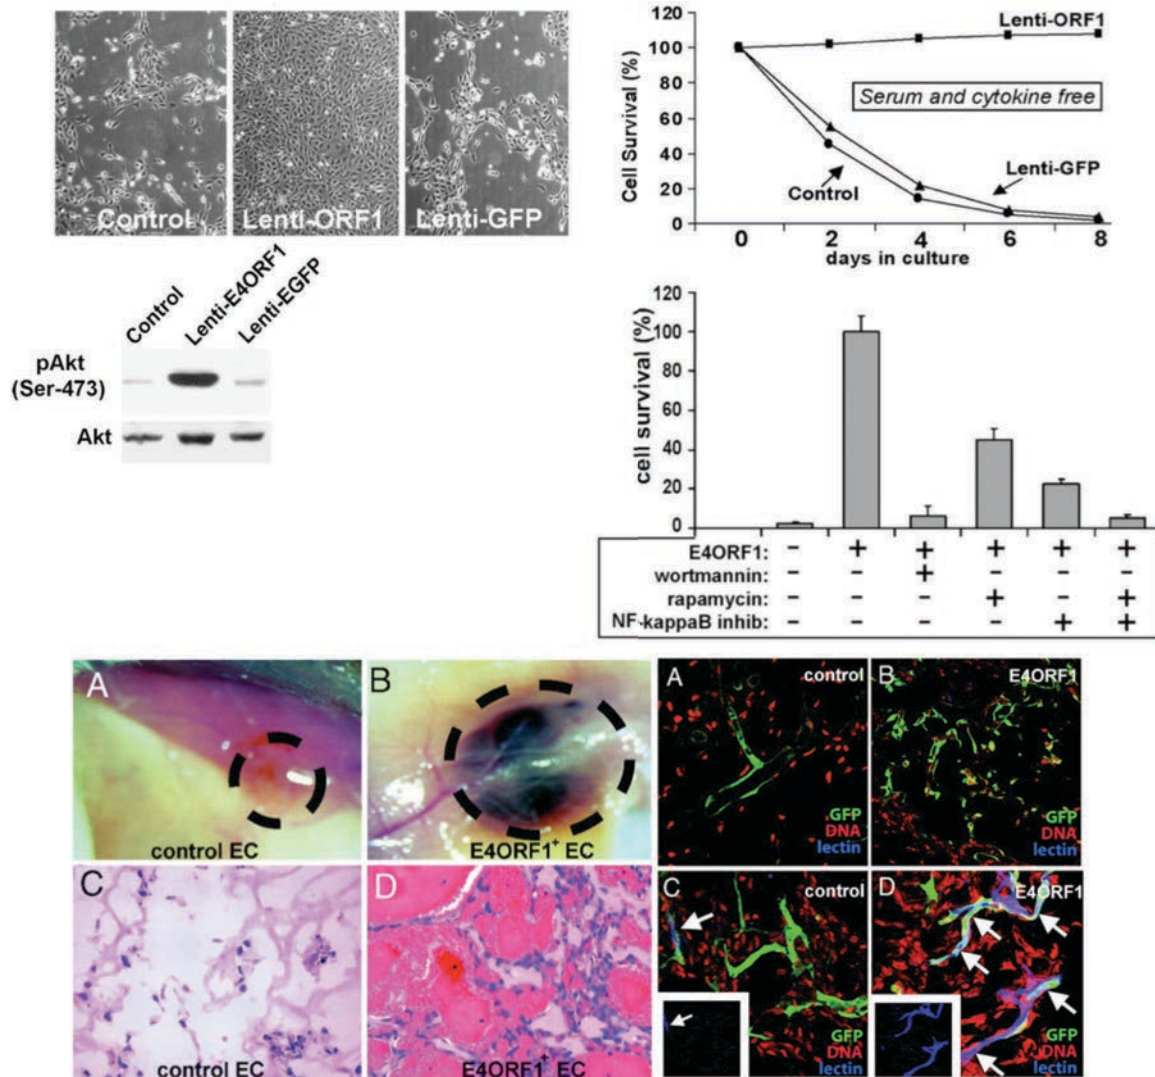 Control
Lenti-ORF1
Lenti-GFP
Control
Lenti-E4ORF1
Lenti-EGFP
pAkt
(Ser-473)
Akt
Cell Survival (%)
120
100
80
60
40
20
0
Lenti-ORF1
Serum and cytokine free
Control
Lenti-GFP
0 2 4 6 8
days in culture
cell survival (%)
120
100
80
60
40
20
0
E4ORF1: - + + + + +
wortmannin: - - + - - -
rapamycin: - - - + - +
NF-kappaB inhib: - - - - + +
A
control EC
B
E4ORF1+ EC
C
control EC
D
E4ORF1+ EC
A
control
GFP
DNA
lectin
B
E4ORF1
GFP
DNA
lectin
C
control
GFP
DNA
lectin
D
E4ORF1
GFP
DNA
lectin